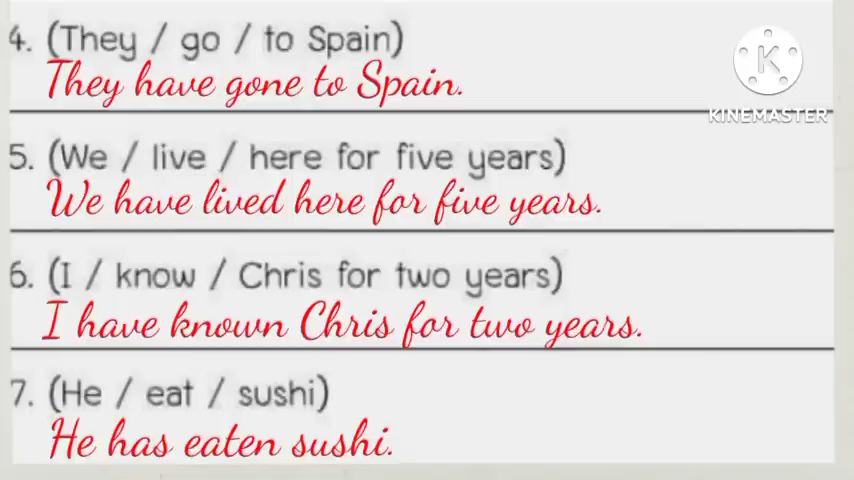 4. (They / go / to Spain)
They have gone to Spain.
K
KINEMASTER
5. (We / live / here for five years)
We have lived here for five years.
6. (I / know / Chris for two years)
I have known Chris for two years.
7. (He / eat / sushi)
He has eaten sushi.